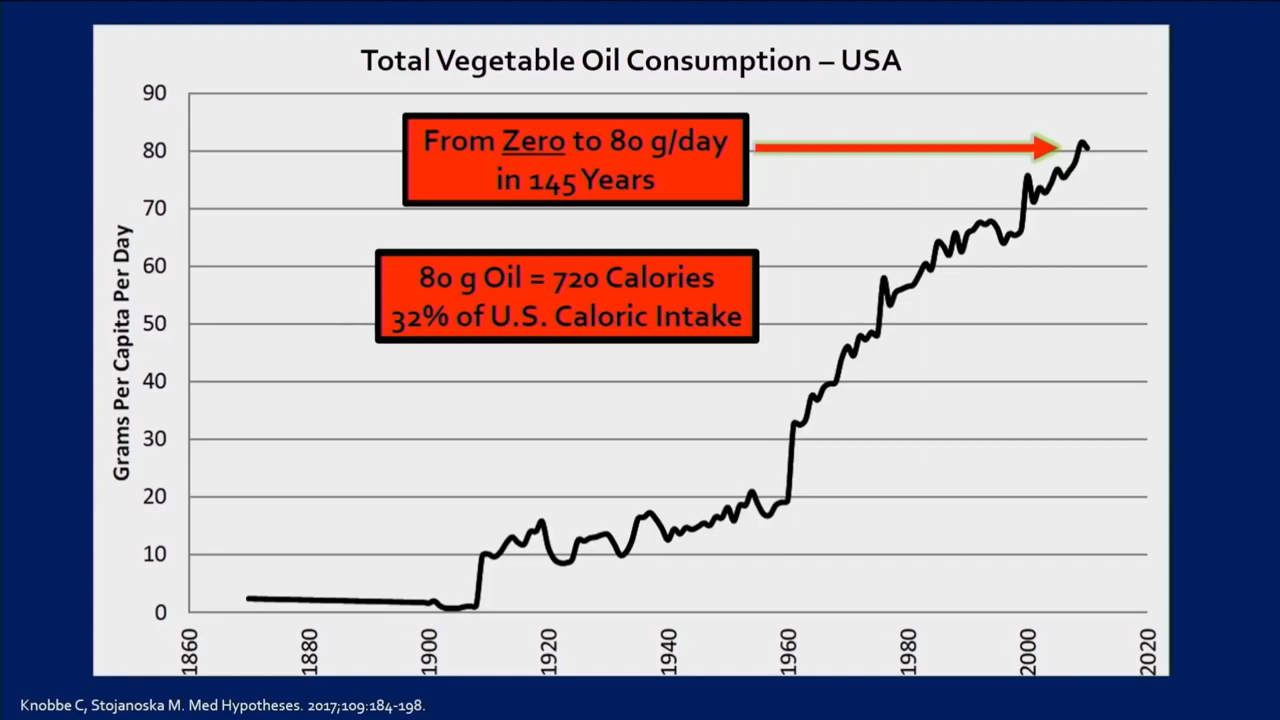 Total Vegetable Oil Consumption – USA
90
80
70
60
50
40
30
20
10
0
Grams Per Capita Per Day
From Zero to 80 g/day
in 145 Years
80 g Oil = 720 Calories
32% of U.S. Caloric Intake
1860
1880
1900
1920
1940
1960
1980
2000
2020
Knobbe C, Stojanoska M. Med Hypotheses. 2017;109:184-198.